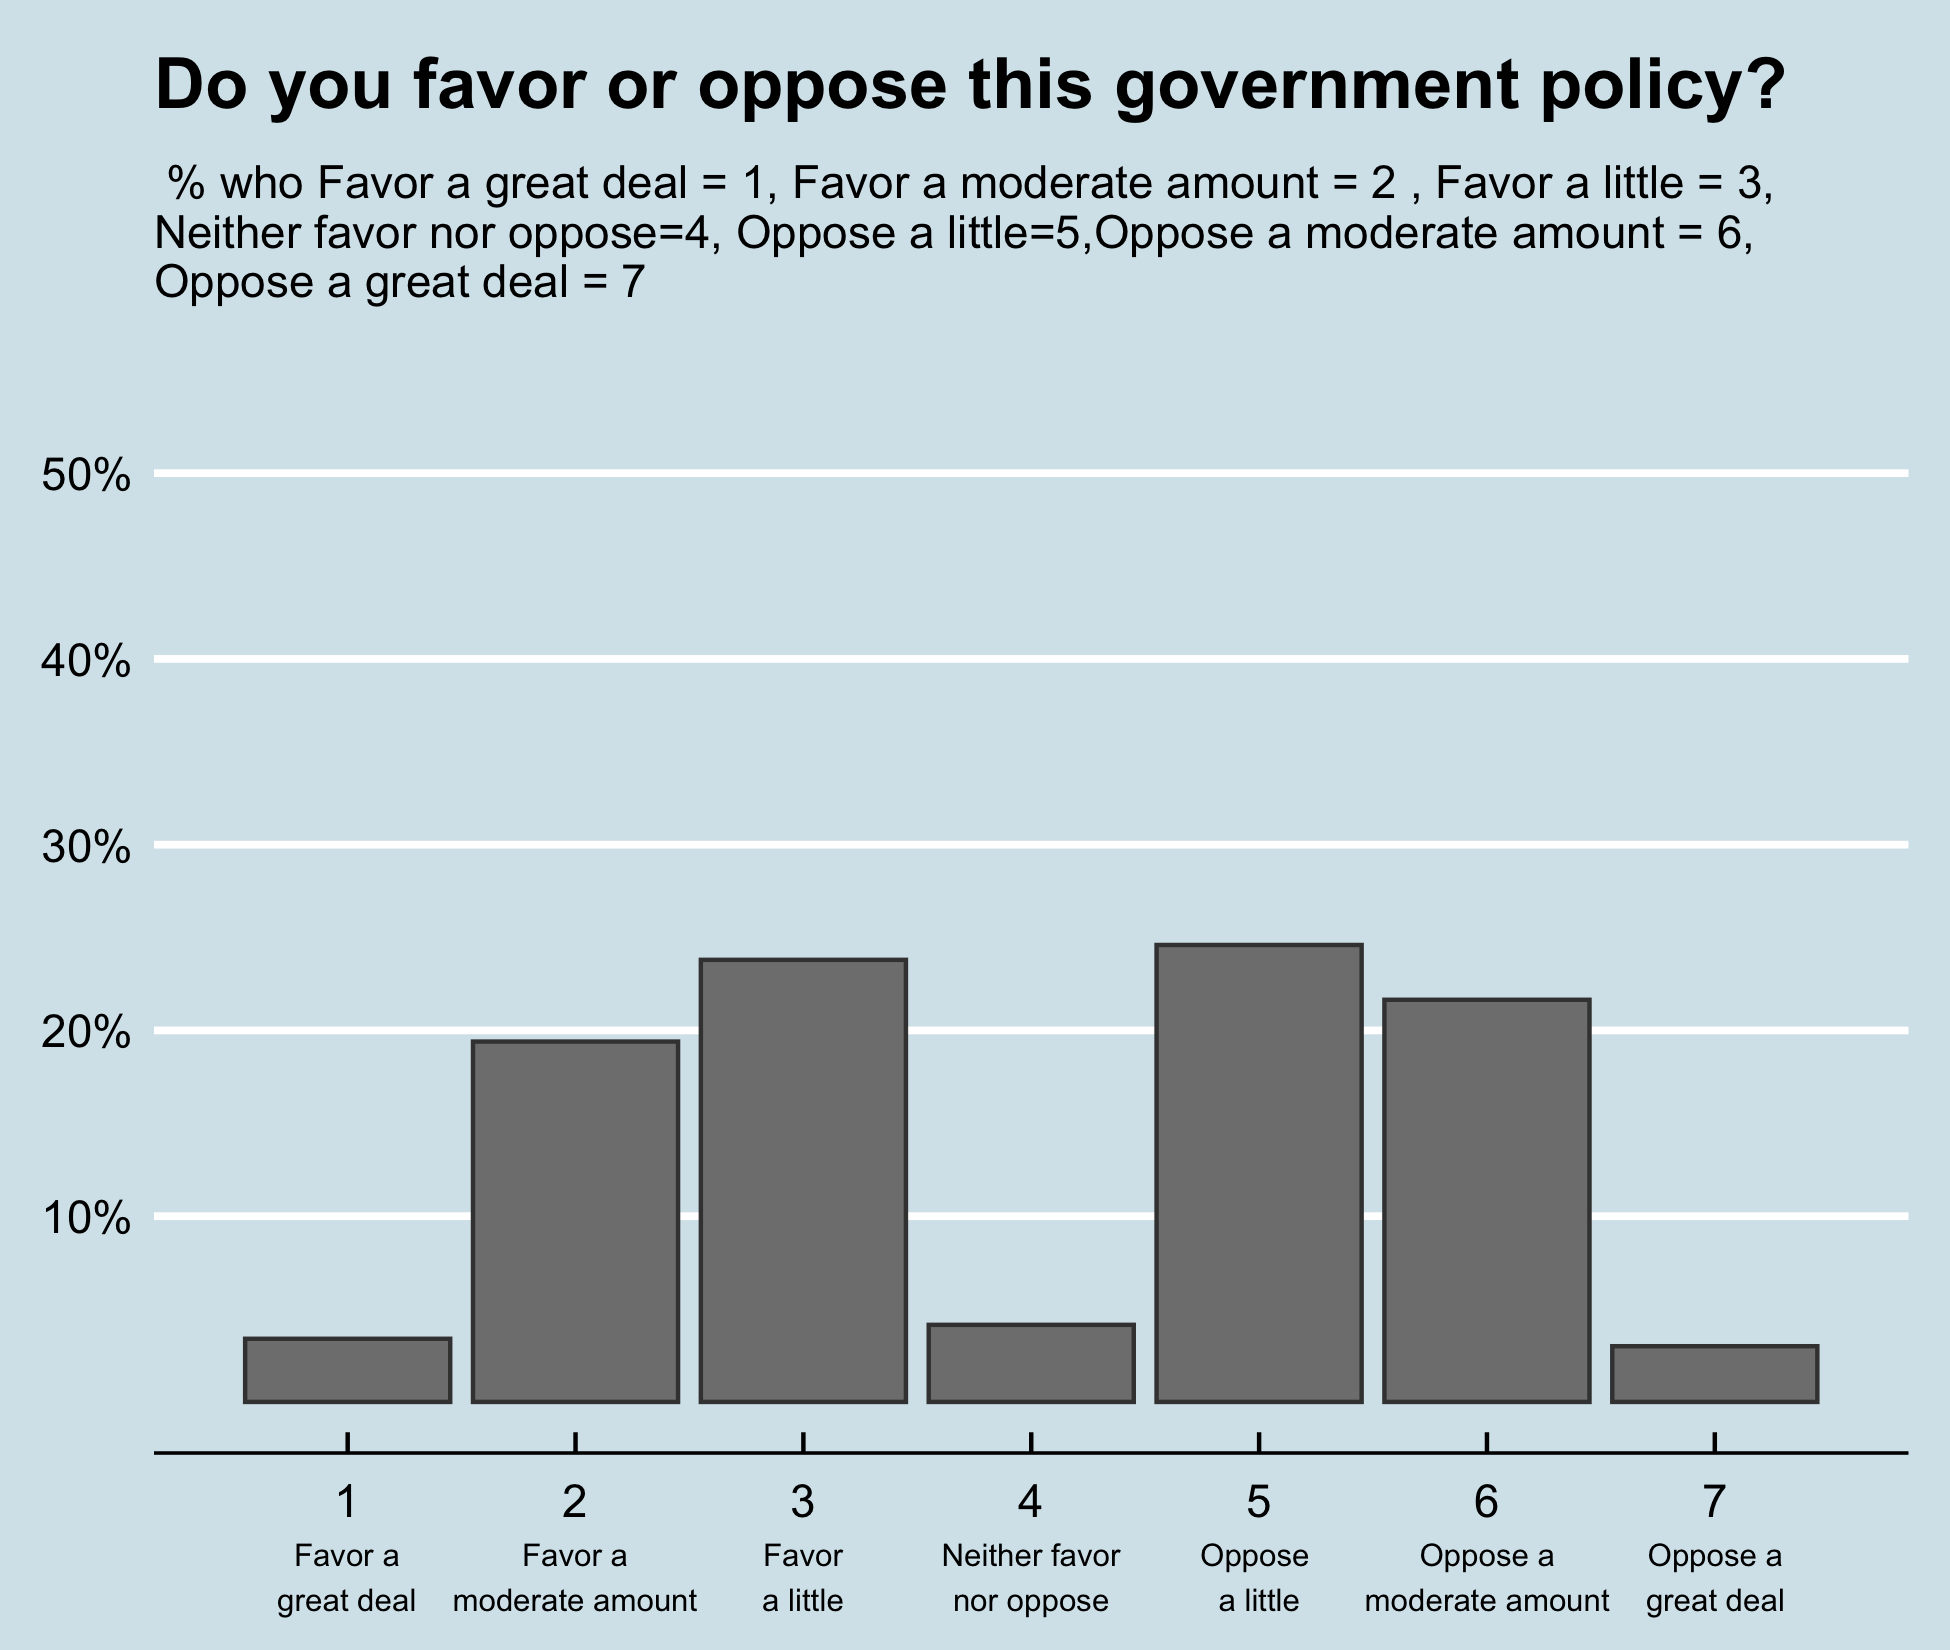 Do you favor or oppose this government policy?
% who Favor a great deal = 1, Favor a moderate amount = 2 , Favor a little = 3,
Neither favor nor oppose=4, Oppose a little=5,Oppose a moderate amount = 6,
Oppose a great deal = 7
50%
40%
30%
20%
10%
1 2 3 4 5 6 7
Favor a Favor a Favor Neither favor Oppose Oppose a Oppose a
great deal moderate amount a little nor oppose a little moderate amount great deal